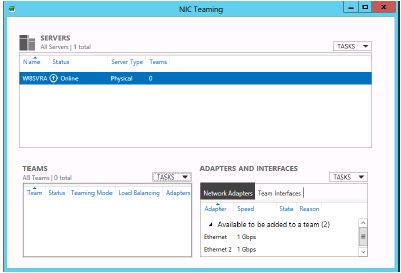 NIC Teaming
SERVERS
All Servers | 1 total
TASKS
Name Status Server Type Teams
W8SVRA Online Physical 0
TEAMS
All Teams | 0 total
TASKS
Team Status Teaming Mode Load Balancing Adapters
ADAPTERS AND INTERFACES
TASKS
Network Adapters Team Interfaces
Adapter Speed State Reason
Available to be added to a team (2)
Ethernet 1 Gbps
Ethernet 2 1 Gbps